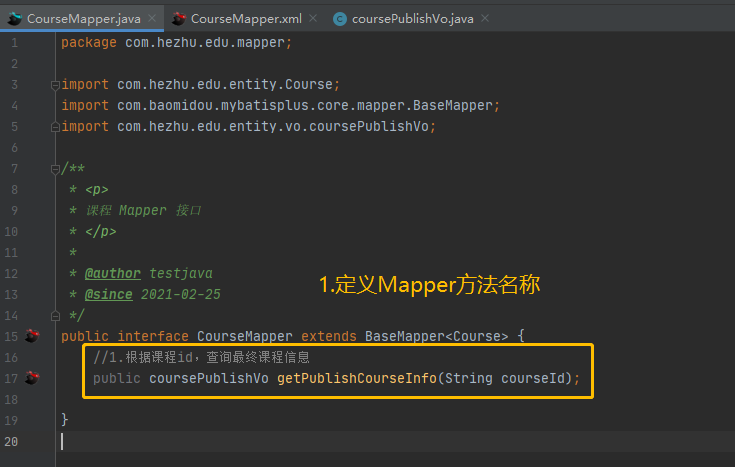 CourseMapper.java × CourseMapper.xml × coursePublishVo.java ×
1 package com.hezhu.edu.mapper;
2
3 import com.hezhu.edu.entity.Course;
4 import com.baomidou.mybatisplus.core.mapper.BaseMapper;
5 import com.hezhu.edu.entity.vo.coursePublishVo;
6
7 /**
8 * <p>
9 * 课程 Mapper 接口
10 * </p>
11 *
12 * @author testjava
1.定义Mapper方法名称
13 * @since 2021-02-25
14 */
15 public interface CourseMapper extends BaseMapper<Course> {
16 //1.根据课程id，查询最终课程信息
17 public coursePublishVo getPublishCourseInfo(String courseId);
18
19 }
20